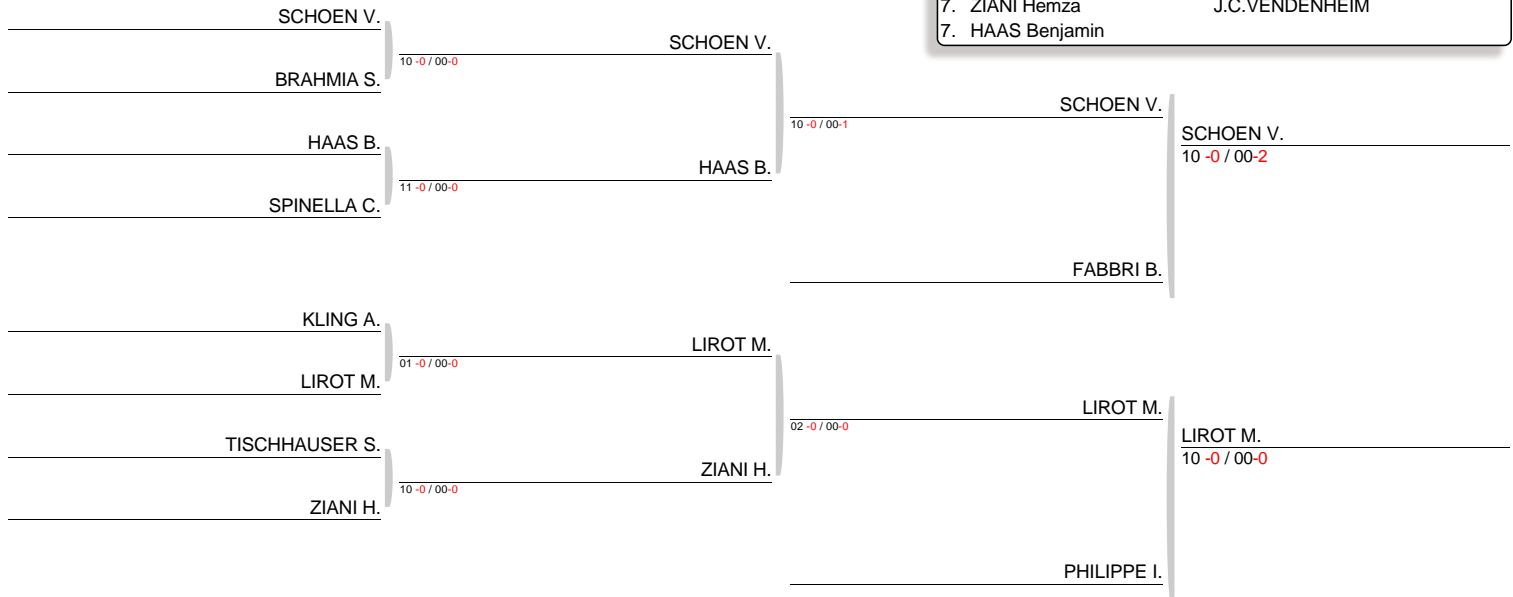 7. ZIANI Hemza J.C.VENDENHEIM
7. HAAS Benjamin
SCHOEN V.
BRAHMIA S.
HAAS B.
SPINELLA C.
KLING A.
LIROT M.
TISCHHAUSER S.
ZIANI H.
SCHOEN V.
10 -0 / 00-0
HAAS B.
11 -0 / 00-0
LIROT M.
01 -0 / 00-0
ZIANI H.
10 -0 / 00-0
SCHOEN V.
10 -0 / 00-1
FABBRI B.
LIROT M.
02 -0 / 00-0
PHILIPPE I.
SCHOEN V.
10 -0 / 00-2
LIROT M.
10 -0 / 00-0